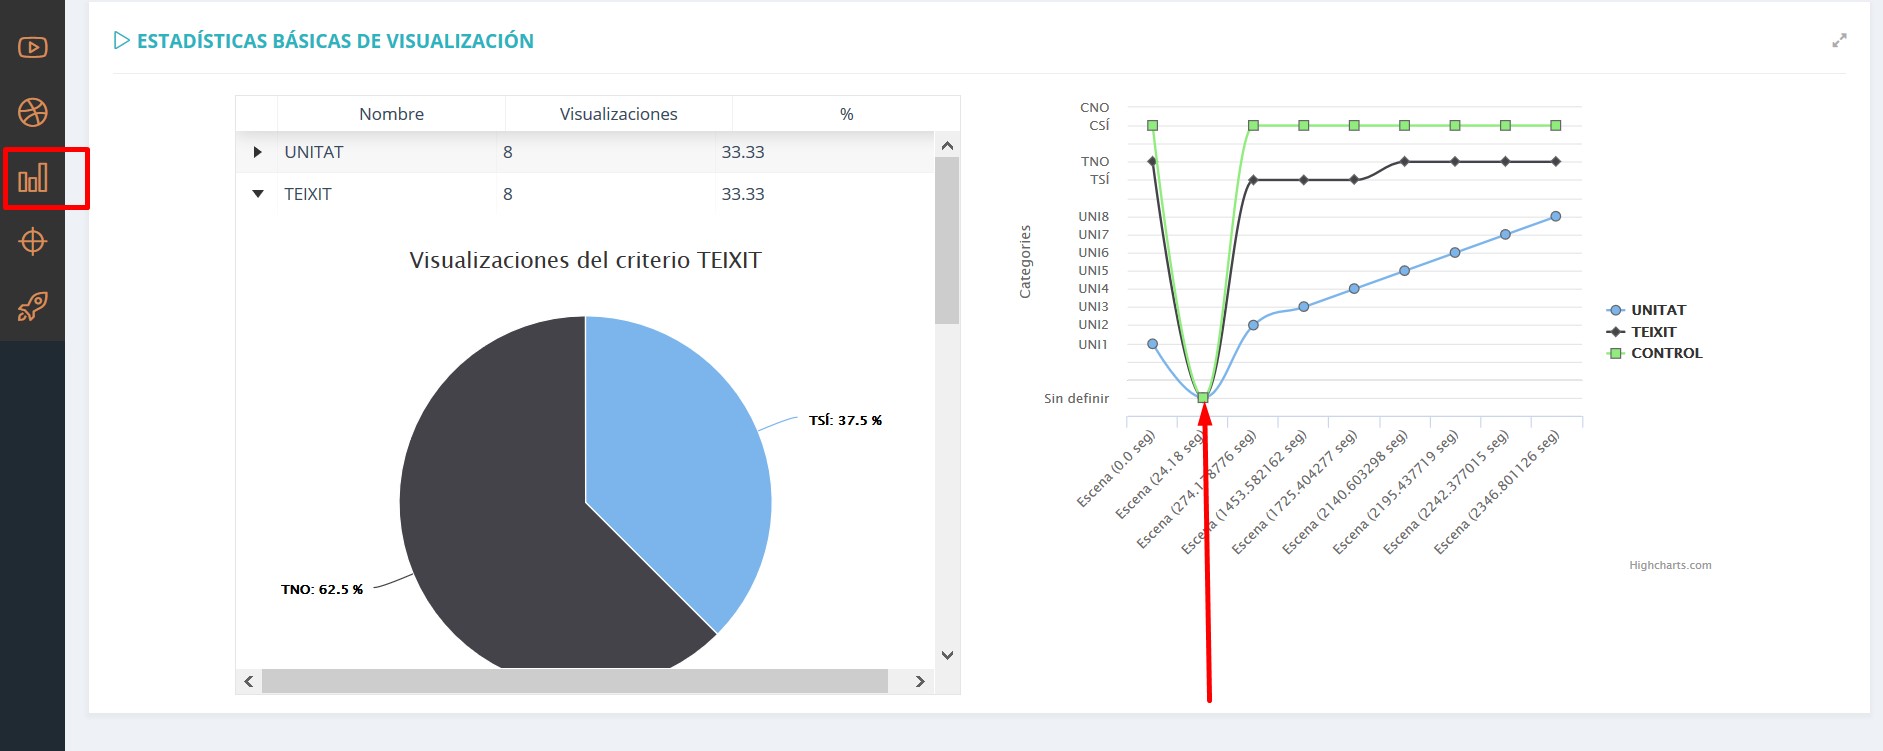 ESTADÍSTICAS BÁSICAS DE VISUALIZACIÓN
Nombre Visualizaciones %
UNITAT 8 33.33
TEIXIT 8 33.33
Visualizaciones del criterio TEIXIT
TSÍ: 37.5 %
TNO: 62.5 %
Categories
CNO
CSÍ
TNO
TSÍ
UNI8
UNI7
UNI6
UNI5
UNI4
UNI3
UNI2
UNI1
Sin definir
Escena (0.0 seg)
Escena (24.18 seg)
Escena (274.178776 seg)
Escena (1453.582162 seg)
Escena (1725.404277 seg)
Escena (2140.603298 seg)
Escena (2195.437719 seg)
Escena (2242.377015 seg)
Escena (2346.801126 seg)
UNITAT
TEIXIT
CONTROL
Highcharts.com